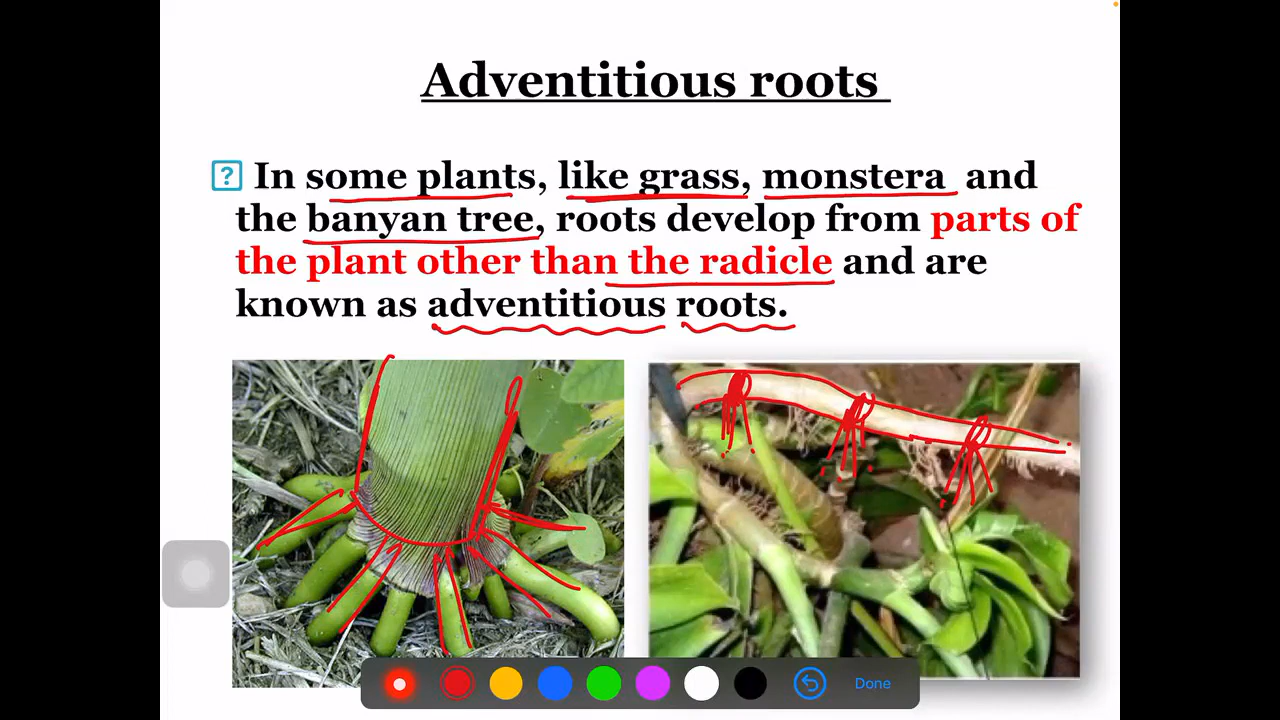 Adventitious roots
? In some plants, like grass, monstera and
the banyan tree, roots develop from parts of
the plant other than the radicle and are
known as adventitious roots.
Done